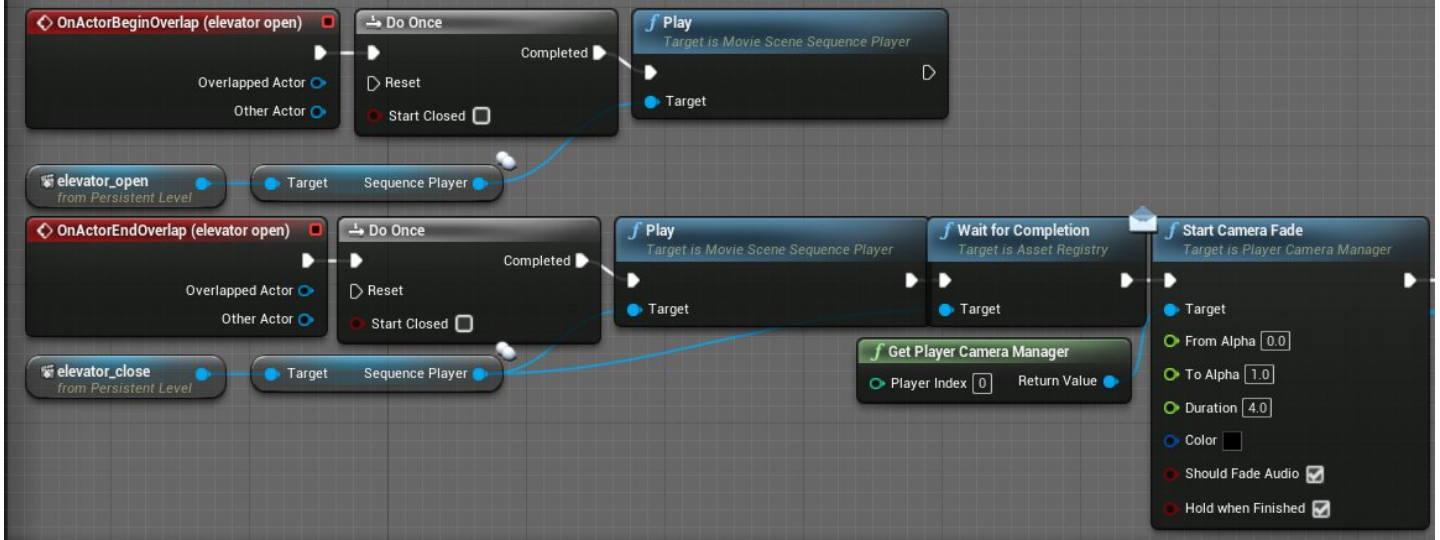 OnActorBeginOverlap (elevator open)
Overlapped Actor
Other Actor
Do Once
Completed
Reset
Start Closed
Play
Target is Movie Scene Sequence Player
Target
elevator_open
from Persistent Level
Target Sequence Player
OnActorEndOverlap (elevator open)
Overlapped Actor
Other Actor
Do Once
Completed
Reset
Start Closed
Play
Target is Movie Scene Sequence Player
Target
Wait for Completion
Target is Asset Registry
Target
Start Camera Fade
Target is Player Camera Manager
Target
From Alpha 0.0
To Alpha 1.0
Duration 4.0
Color
Should Fade Audio
Hold when Finished
elevator_close
from Persistent Level
Target Sequence Player
Get Player Camera Manager
Player Index 0 Return Value